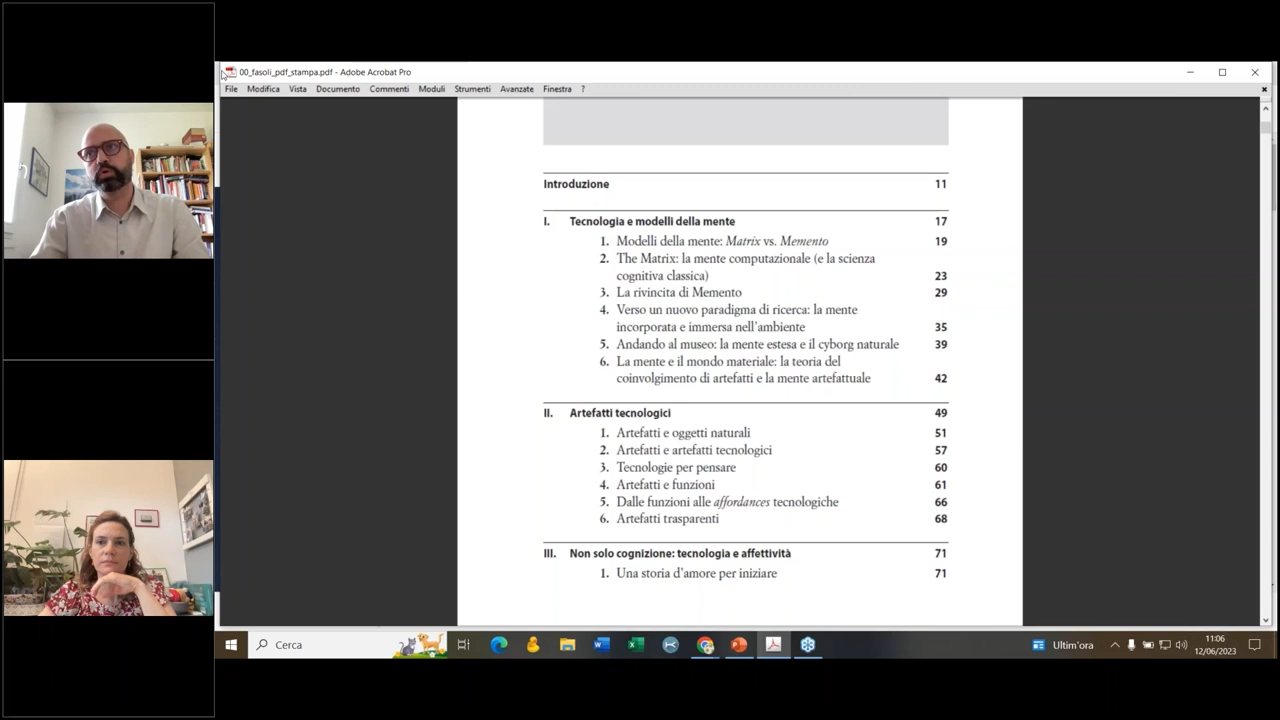 00_fasoli_pdf_stampa.pdf - Adobe Acrobat Pro
File Modifica Vista Documento Commenti Moduli Strumenti Avanzate Finestra ?
Introduzione 11
I. Tecnologia e modelli della mente 17
1. Modelli della mente: Matrix vs. Memento 19
2. The Matrix: la mente computazionale (e la scienza
cognitiva classica) 23
3. La rivincita di Memento 29
4. Verso un nuovo paradigma di ricerca: la mente
incorporata e immersa nell'ambiente 35
5. Andando al museo: la mente estesa e il cyborg naturale 39
6. La mente e il mondo materiale: la teoria del
coinvolgimento di artefatti e la mente artefattuale 42
II. Artefatti tecnologici 49
1. Artefatti e oggetti naturali 51
2. Artefatti e artefatti tecnologici 57
3. Tecnologie per pensare 60
4. Artefatti e funzioni 61
5. Dalle funzioni alle affordances tecnologiche 66
6. Artefatti trasparenti 68
III. Non solo cognizione: tecnologia e affettività 71
1. Una storia d'amore per iniziare 71
Cerca
Ultim'ora
11:06
12/06/2023